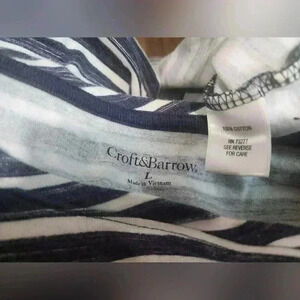 Croft&Barrow.
L
Made in Vietnam
100% COTTON
RN 73277
SEE REVERSE
FOR CARE